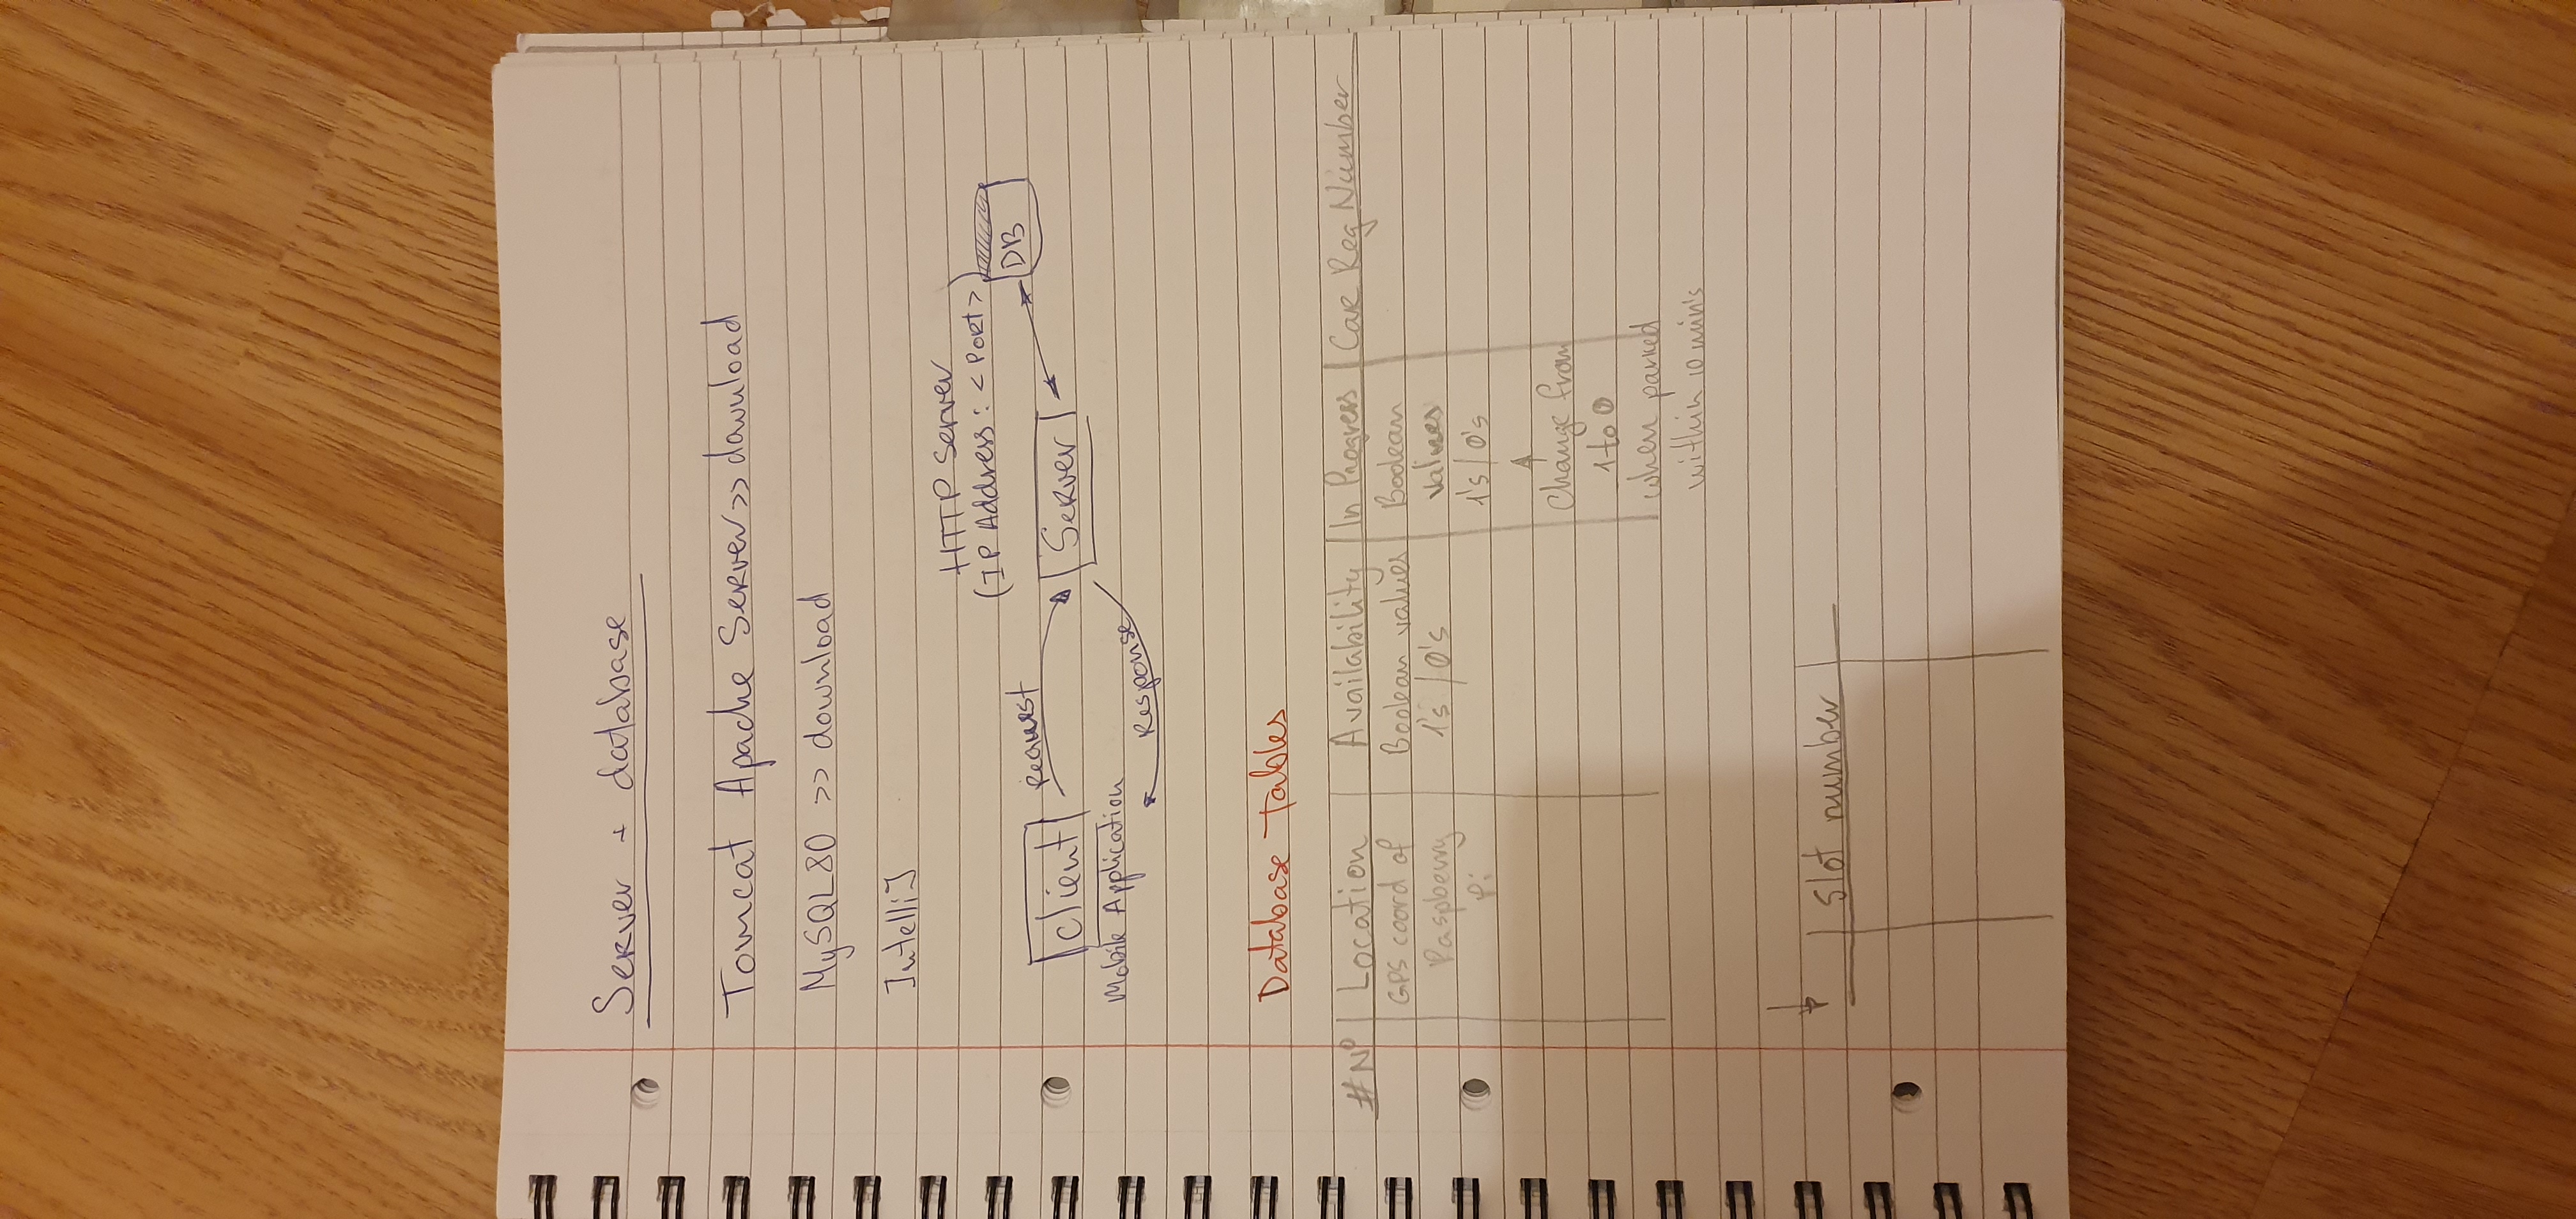 Server + database
Tomcat Apache Server >> download
MySQL80 >> download
IntelliJ
HTTP Server
(IP Address : <Port>)
DB
Client
Request
Server
Mobile Application
Response
Database Tables
#Nº | Location | Availability | In Progress | Car Reg Number
GPS coord of | Boolean values | Boolean
Raspberry | 1's / 0's | values
Pi
1's / 0's
Change from
1 to 0
when parked
within 10 min's
Slot number